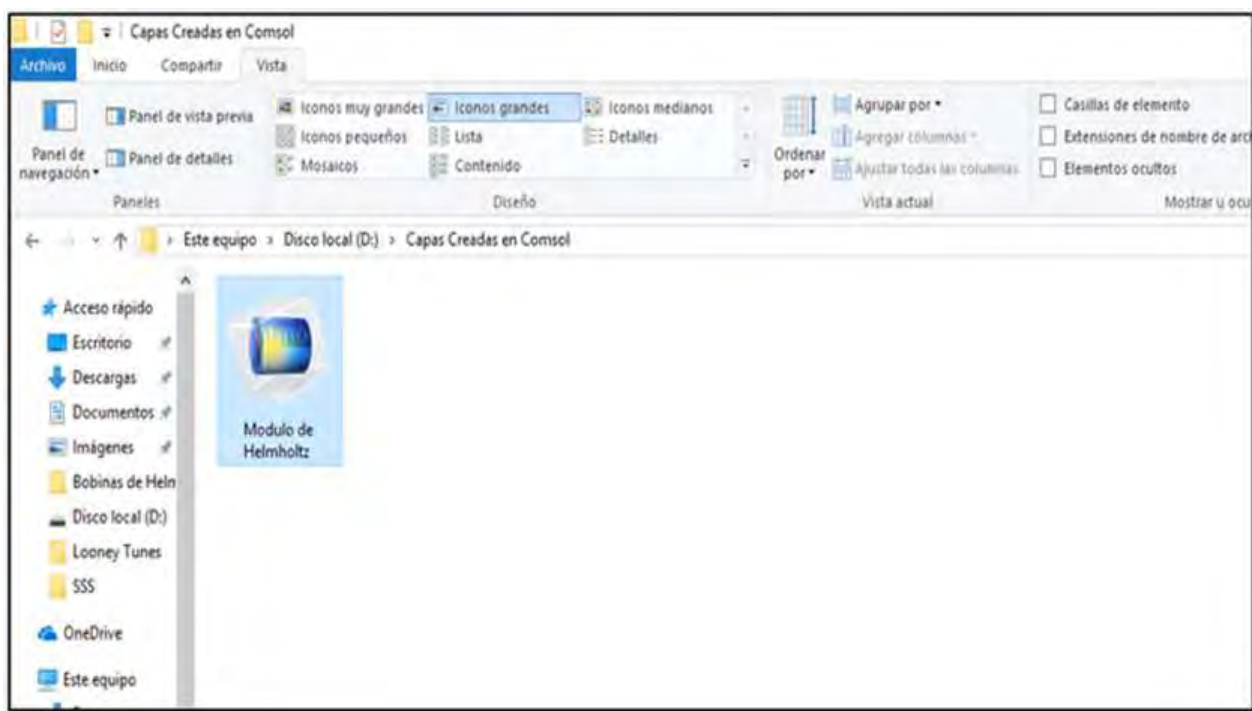 Capas Creadas en Comsol
Archivo Inicio Compartir Vista
Panel de navegación
Panel de vista previa
Panel de detalles
Paneles
Iconos muy grandes Iconos grandes Iconos medianos
Iconos pequeños Lista Detalles
Mosaicos Contenido
Diseño
Ordenar por
Agrupar por
Agregar columnas
Ajustar todas las columnas
Vista actual
Casillas de elemento
Extensiones de nombre de arc
Elementos ocultos
Mostrar u ocu
Este equipo > Disco local (D:) > Capas Creadas en Comsol
Acceso rápido
Escritorio
Descargas
Documentos
Imágenes
Bobinas de Helm
Disco local (D:)
Looney Tunes
SSS
OneDrive
Este equipo
Modulo de
Helmholtz